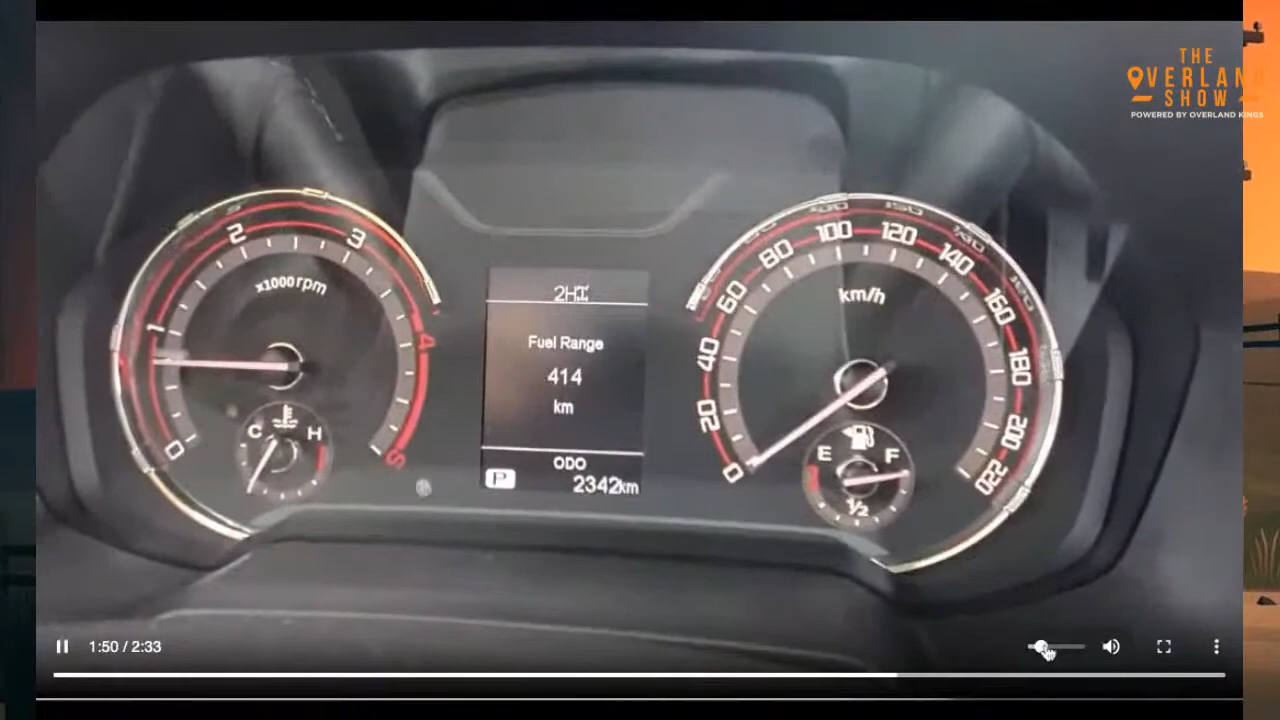 THE
OVERLAND
SHOW
POWERED BY OVERLAND KINGS
0
1
2
3
4
5
x1000rpm
C
H
2H
Fuel Range
414
km
ODO
P
2342km
0
20
40
60
80
100
120
140
160
180
200
220
km/h
E
F
1/2
1:50 / 2:33